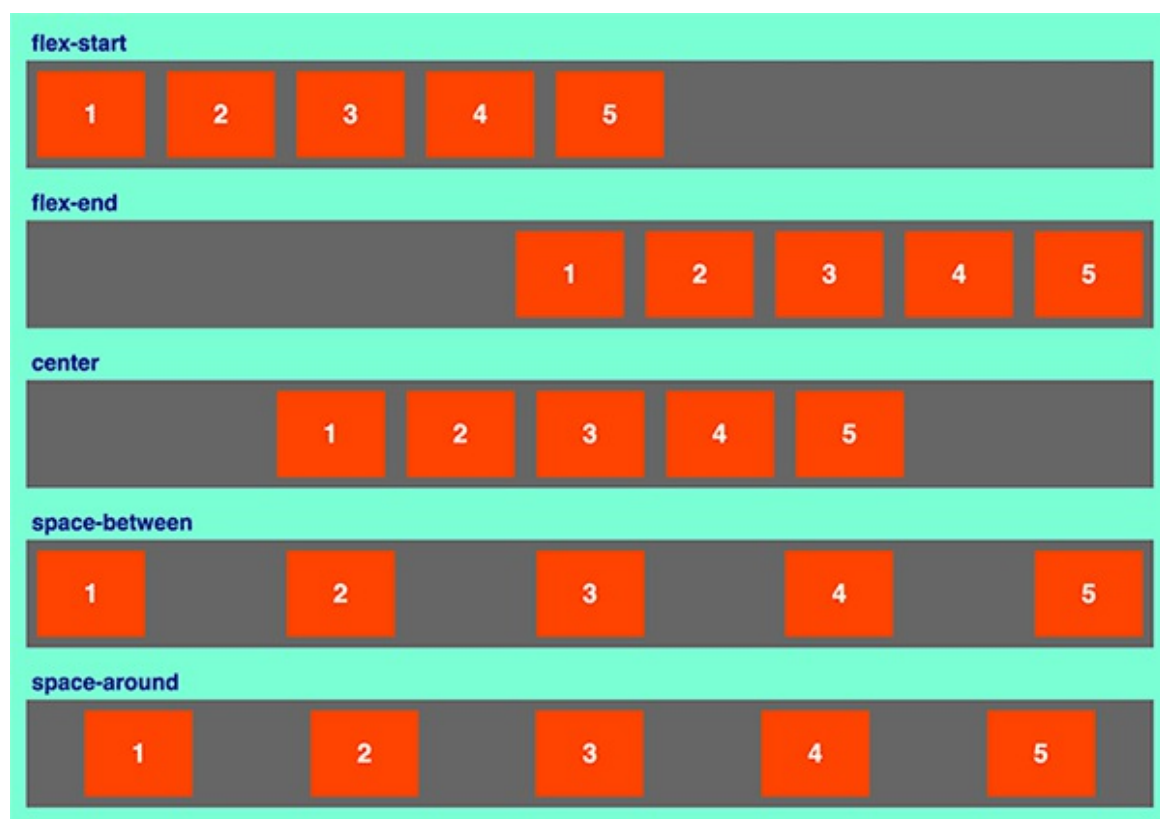 flex-start
1 2 3 4 5
flex-end
1 2 3 4 5
center
1 2 3 4 5
space-between
1 2 3 4 5
space-around
1 2 3 4 5